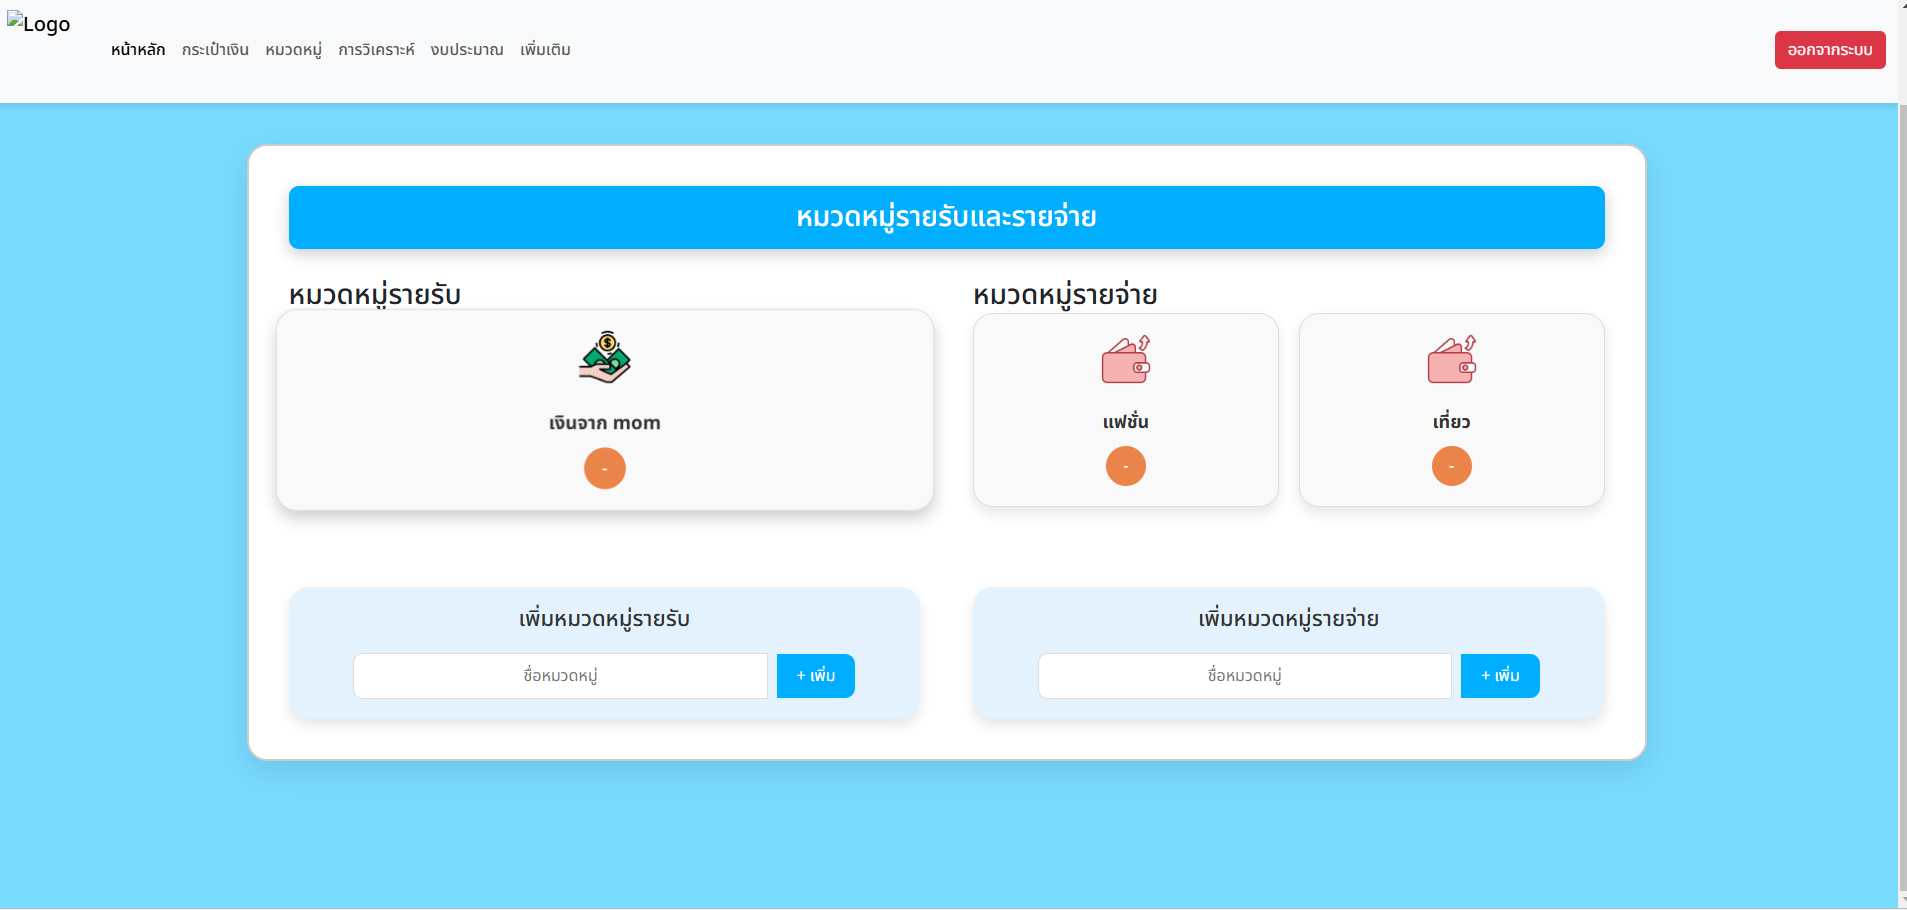 Logo
หน้าหลัก กระเป๋าเงิน หมวดหมู่ การวิเคราะห์ งบประมาณ เพิ่มเติม
ออกจากระบบ
หมวดหมู่รายรับและรายจ่าย
หมวดหมู่รายรับ
เงินจาก mom
-
หมวดหมู่รายจ่าย
แฟชั่น
-
เที่ยว
-
เพิ่มหมวดหมู่รายรับ
ชื่อหมวดหมู่
+ เพิ่ม
เพิ่มหมวดหมู่รายจ่าย
ชื่อหมวดหมู่
+ เพิ่ม